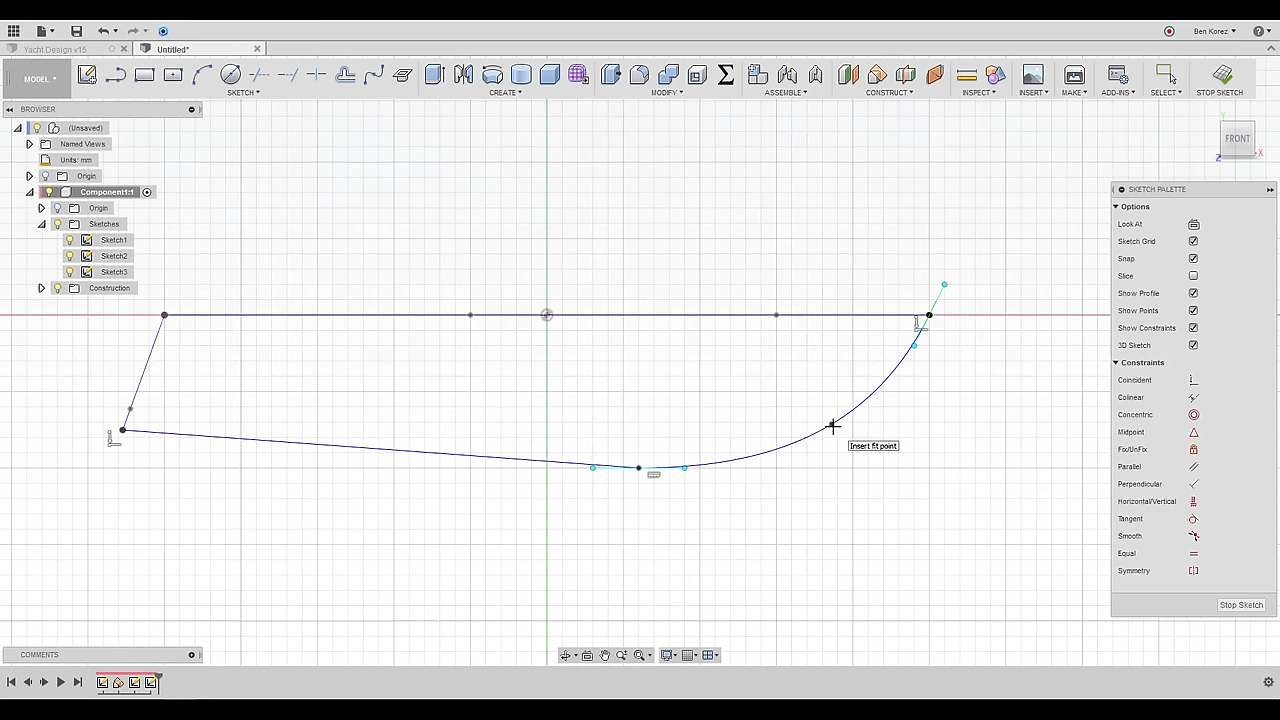 Ben Korez
Yacht Design v15
Untitled*
MODEL
SKETCH
CREATE
MODIFY
ASSEMBLE
CONSTRUCT
INSPECT
INSERT
MAKE
ADD-INS
SELECT
STOP SKETCH
BROWSER
(Unsaved)
Named Views
Units: mm
Origin
Component1:1
Origin
Sketches
Sketch1
Sketch2
Sketch3
Construction
Y
FRONT
X
Z
SKETCH PALETTE
Options
Look At
Sketch Grid
Snap
Slice
Show Profile
Show Points
Show Constraints
3D Sketch
Constraints
Coincident
Colinear
Concentric
Midpoint
Fix/UnFix
Parallel
Perpendicular
Horizontal/Vertical
Tangent
Smooth
Equal
Symmetry
Stop Sketch
Insert fit point
COMMENTS